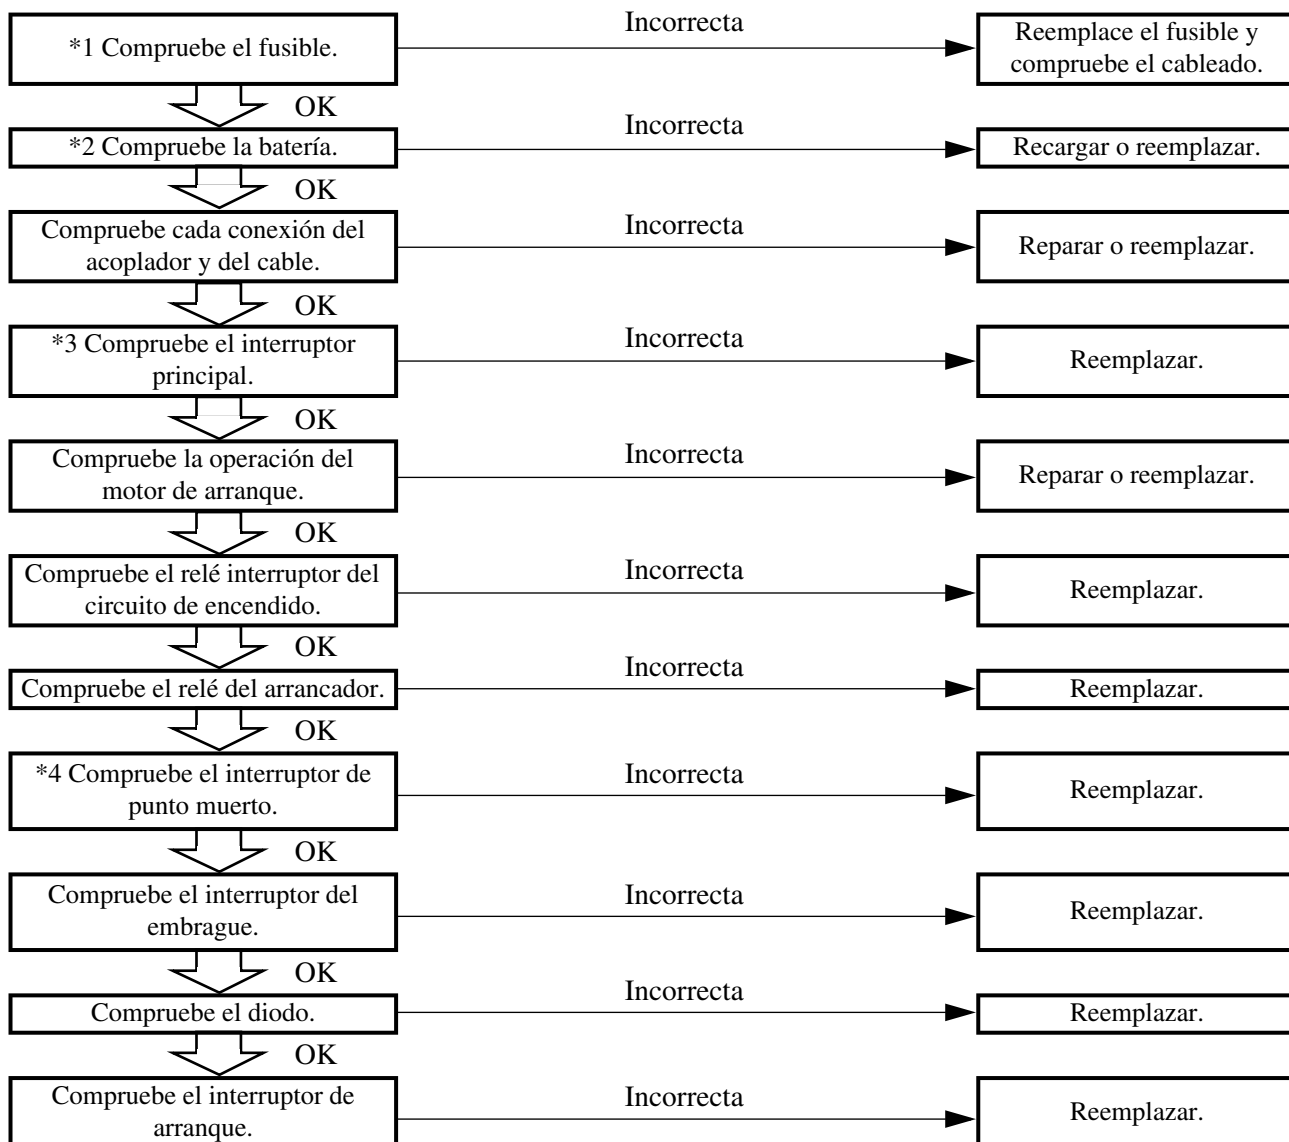 *1 Compruebe el fusible.
Incorrecta
Reemplace el fusible y
compruebe el cableado.
OK
*2 Compruebe la batería.
Incorrecta
Recargar o reemplazar.
OK
Compruebe cada conexión del
acoplador y del cable.
Incorrecta
Reparar o reemplazar.
OK
*3 Compruebe el interruptor
principal.
Incorrecta
Reemplazar.
OK
Compruebe la operación del
motor de arranque.
Incorrecta
Reparar o reemplazar.
OK
Compruebe el relé interruptor del
circuito de encendido.
Incorrecta
Reemplazar.
OK
Compruebe el relé del arrancador.
Incorrecta
Reemplazar.
OK
*4 Compruebe el interruptor de
punto muerto.
Incorrecta
Reemplazar.
OK
Compruebe el interruptor del
embrague.
Incorrecta
Reemplazar.
OK
Compruebe el diodo.
Incorrecta
Reemplazar.
OK
Compruebe el interruptor de
arranque.
Incorrecta
Reemplazar.